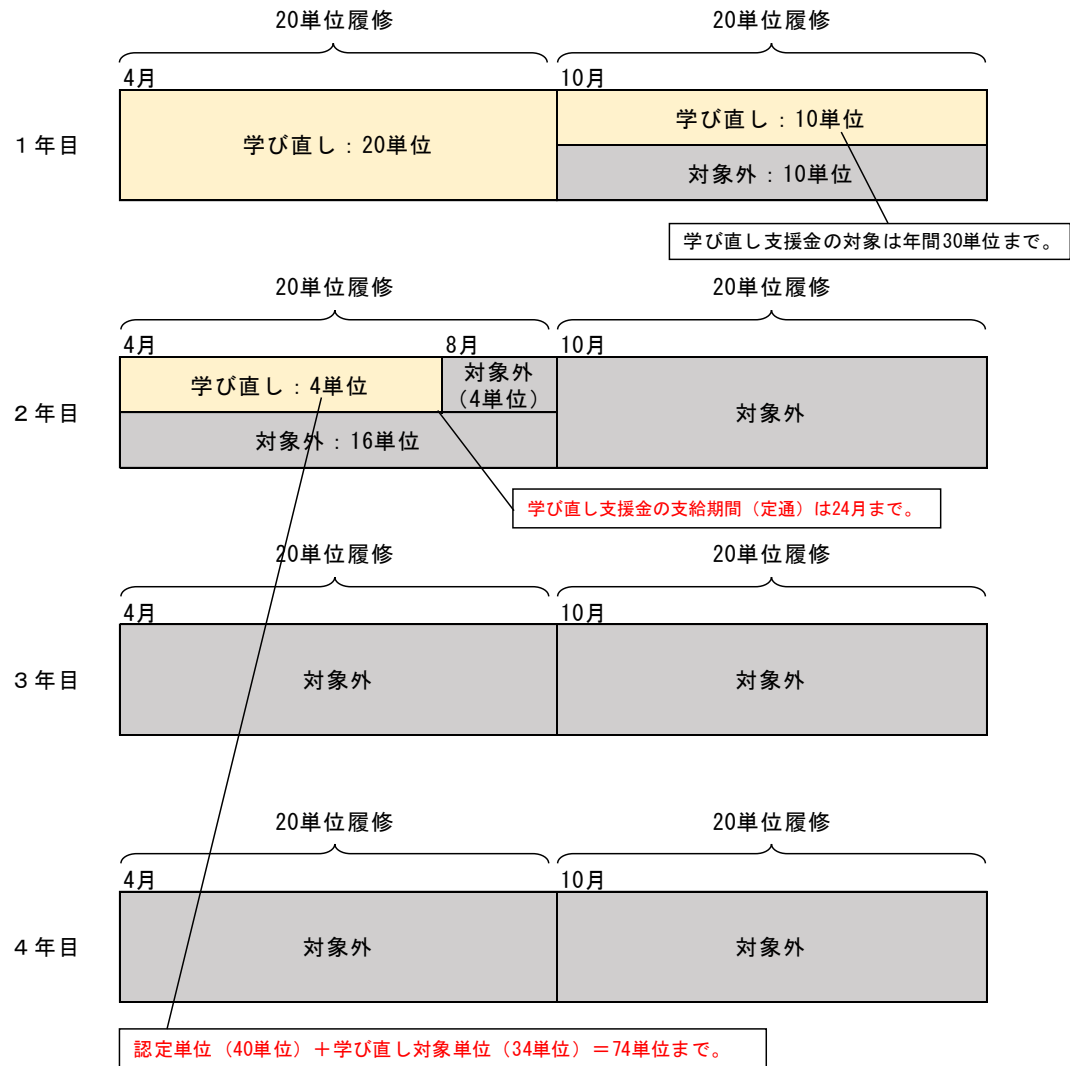 20単位履修
20単位履修
4月
10月
1年目
学び直し：20単位
学び直し：10単位
対象外：10単位
学び直し支援金の対象は年間30単位まで。
20単位履修
20単位履修
4月
8月
10月
2年目
学び直し：4単位
対象外
（4単位）
対象外：16単位
対象外
学び直し支援金の支給期間（定通）は24月まで。
20単位履修
20単位履修
4月
10月
3年目
対象外
対象外
20単位履修
20単位履修
4月
10月
4年目
対象外
対象外
認定単位（40単位）＋学び直し対象単位（34単位）＝74単位まで。